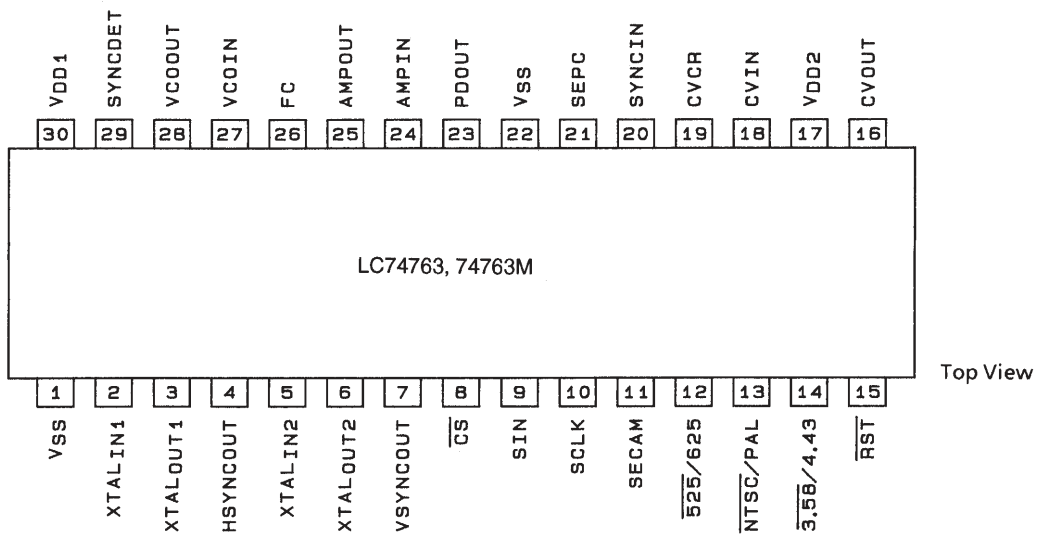 VDD1
SYNCDET
VCOOUT
VCOIN
FC
AMPOUT
AMPIN
PDOUT
VSS
SEPC
SYNCIN
CVCR
CVIN
VDD2
CVOUT
30 29 28 27 26 25 24 23 22 21 20 19 18 17 16
LC74763, 74763M
Top View
1 2 3 4 5 6 7 8 9 10 11 12 13 14 15
VSS
XTALIN1
XTALOUT1
HSYNCOUT
XTALIN2
XTALOUT2
VSYNCOUT
CS
SIN
SCLK
SECAM
525/625
NTSC/PAL
3.58/4.43
RST